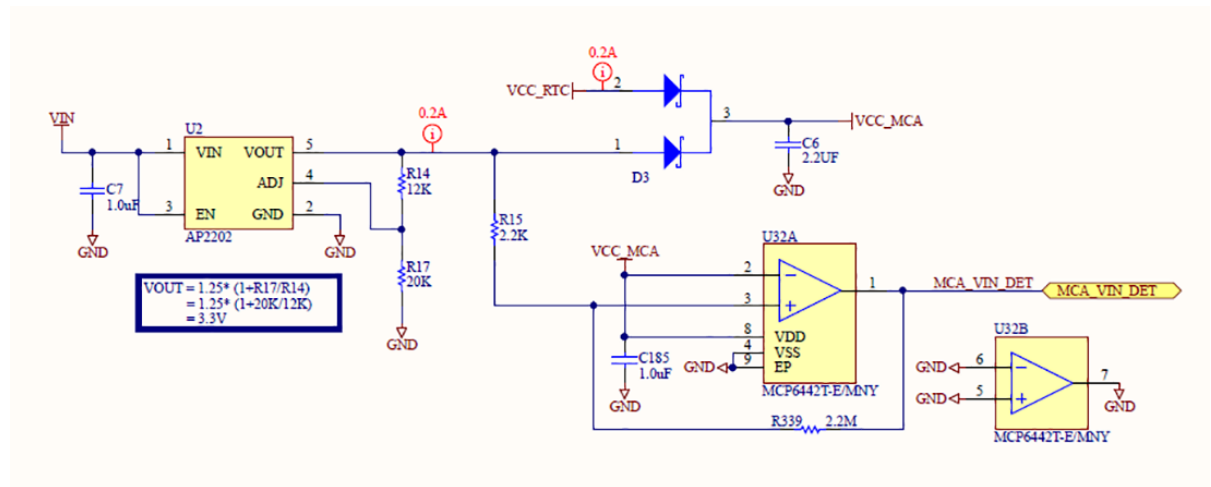 0.2A
i
VCC_RTC
2
VIN
U2
0.2A
i
1
VIN
VOUT
5
ADJ
4
3
EN
GND
2
AP2202
C7
1.0uF
GND
GND
R14
12K
R17
20K
GND
1
D3
3
VCC_MCA
C6
2.2UF
GND
R15
2.2K
VOUT = 1.25* (1+R17/R14)
= 1.25* (1+20K/12K)
= 3.3V
VCC_MCA
U32A
2
3
1
8
VDD
4
VSS
9
EP
GND
C185
1.0uF
GND
MCP6442T-E/MNY
R339
2.2M
MCA_VIN_DET
MCA_VIN_DET
U32B
GND
6
GND
5
7
GND
MCP6442T-E/MNY